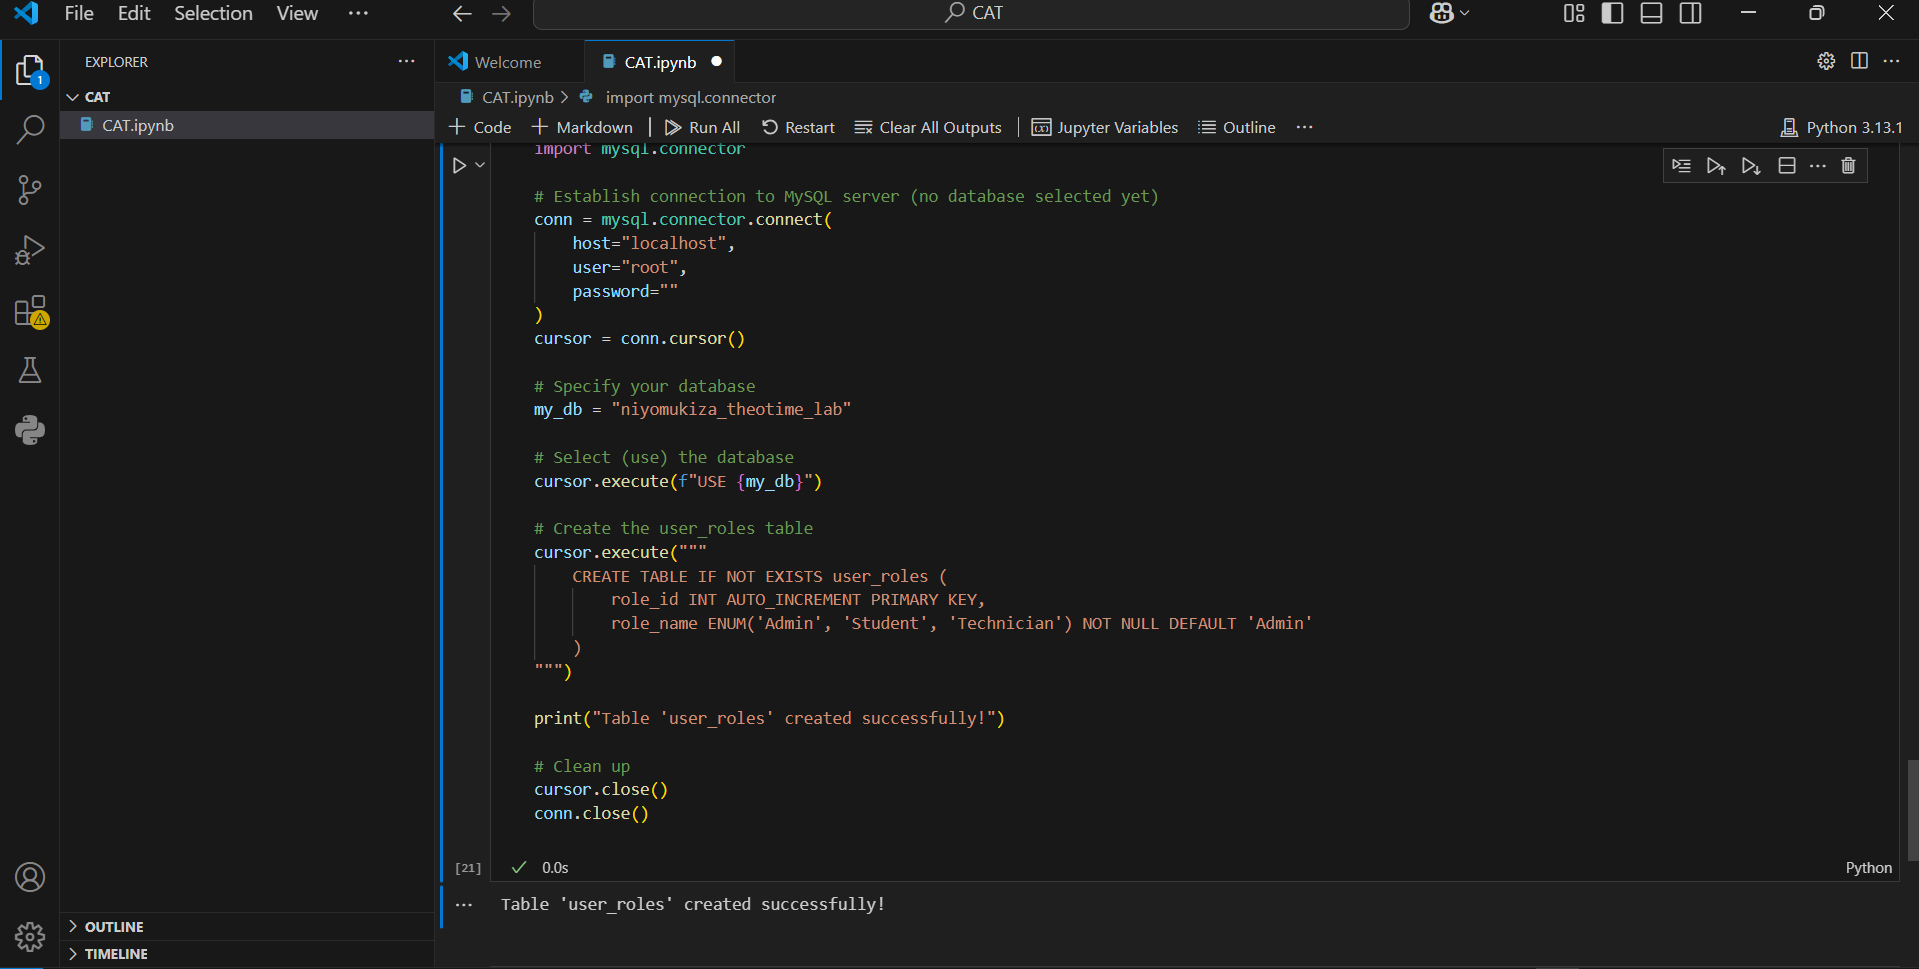 File Edit Selection View ···
CAT
EXPLORER ···
1
CAT
CAT.ipynb
OUTLINE
TIMELINE
Welcome
CAT.ipynb
CAT.ipynb > import mysql.connector
+ Code + Markdown | Run All Restart Clear All Outputs | Jupyter Variables Outline ···
Python 3.13.1
import mysql.connector
# Establish connection to MySQL server (no database selected yet)
conn = mysql.connector.connect(
    host="localhost",
    user="root",
    password=""
)
cursor = conn.cursor()
# Specify your database
my_db = "niyomukiza_theotime_lab"
# Select (use) the database
cursor.execute(f"USE {my_db}")
# Create the user_roles table
cursor.execute("""
    CREATE TABLE IF NOT EXISTS user_roles (
        role_id INT AUTO_INCREMENT PRIMARY KEY,
        role_name ENUM('Admin', 'Student', 'Technician') NOT NULL DEFAULT 'Admin'
    )
""")
print("Table 'user_roles' created successfully!")
# Clean up
cursor.close()
conn.close()
[21] ✓ 0.0s
Python
··· Table 'user_roles' created successfully!